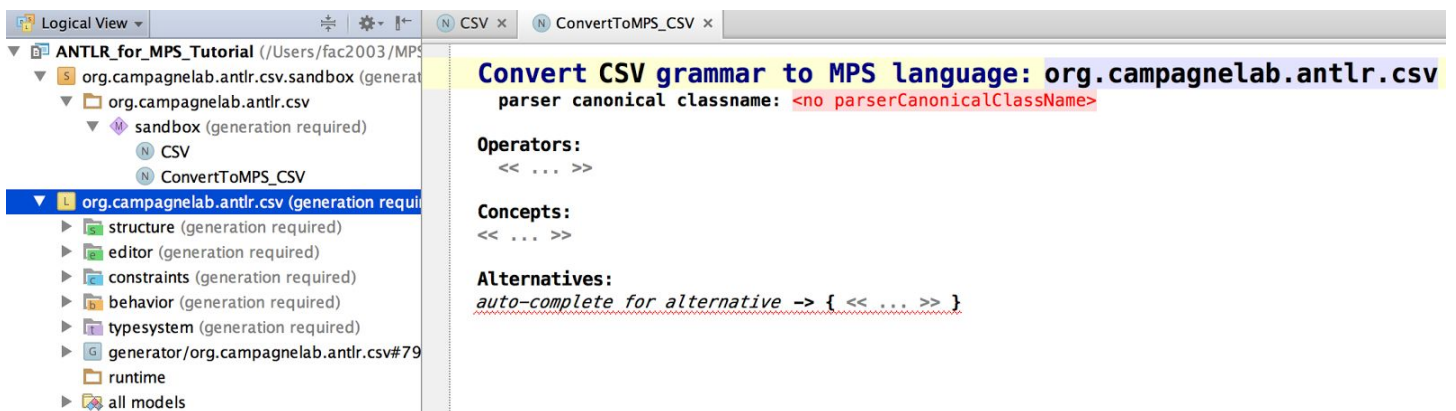 Logical View
N CSV ×
N ConvertToMPS_CSV ×
ANTLR_for_MPS_Tutorial (/Users/fac2003/MPS
S org.campagnelab.antlr.csv.sandbox (generat
org.campagnelab.antlr.csv
M sandbox (generation required)
N CSV
N ConvertToMPS_CSV
L org.campagnelab.antlr.csv (generation requi
s structure (generation required)
e editor (generation required)
c constraints (generation required)
b behavior (generation required)
t typesystem (generation required)
G generator/org.campagnelab.antlr.csv#79
runtime
all models
Convert CSV grammar to MPS language: org.campagnelab.antlr.csv
parser canonical classname: <no parserCanonicalClassName>
Operators:
<< ... >>
Concepts:
<< ... >>
Alternatives:
auto-complete for alternative -> { << ... >> }